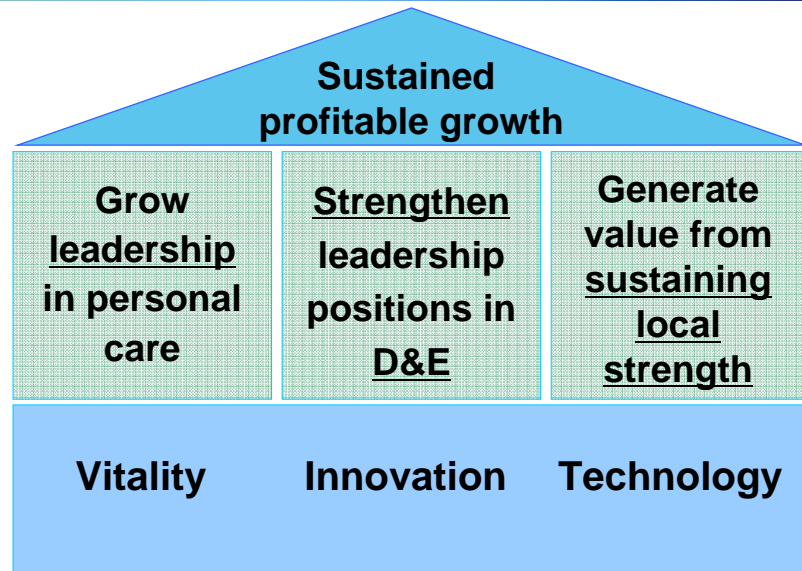 Sustained
profitable growth
Grow
leadership
in personal
care
Strengthen
leadership
positions in
D&E
Generate
value from
sustaining
local
strength
Vitality
Innovation
Technology